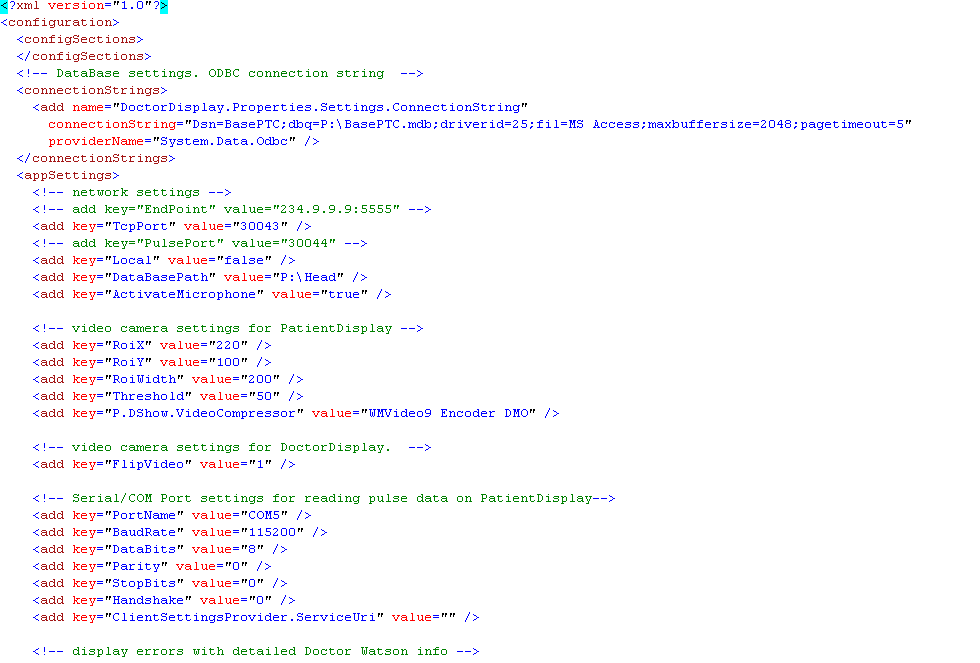 <?xml version="1.0"?>
<configuration>
<configSections>
</configSections>
<!-- DataBase settings. ODBC connection string  -->
<connectionStrings>
<add name="DoctorDisplay.Properties.Settings.ConnectionString"
connectionString="Dsn=BasePTC;dbq=P:\BasePTC.mdb;driverid=25;fil=MS Access;maxbuffersize=2048;pagetimeout=5"
providerName="System.Data.Odbc" />
</connectionStrings>
<appSettings>
<!-- network settings -->
<!-- add key="EndPoint" value="234.9.9.9:5555" -->
<add key="TcpPort" value="30043" />
<!-- add key="PulsePort" value="30044" -->
<add key="Local" value="false" />
<add key="DataBasePath" value="P:\Head" />
<add key="ActivateMicrophone" value="true" />
<!-- video camera settings for PatientDisplay -->
<add key="RoiX" value="220" />
<add key="RoiY" value="100" />
<add key="RoiWidth" value="200" />
<add key="Threshold" value="50" />
<add key="P.DShow.VideoCompressor" value="WMVideo9 Encoder DMO" />
<!-- video camera settings for DoctorDisplay.  -->
<add key="FlipVideo" value="1" />
<!-- Serial/COM Port settings for reading pulse data on PatientDisplay-->
<add key="PortName" value="COM5" />
<add key="BaudRate" value="115200" />
<add key="DataBits" value="8" />
<add key="Parity" value="0" />
<add key="StopBits" value="0" />
<add key="Handshake" value="0" />
<add key="ClientSettingsProvider.ServiceUri" value="" />
<!-- display errors with detailed Doctor Watson info -->